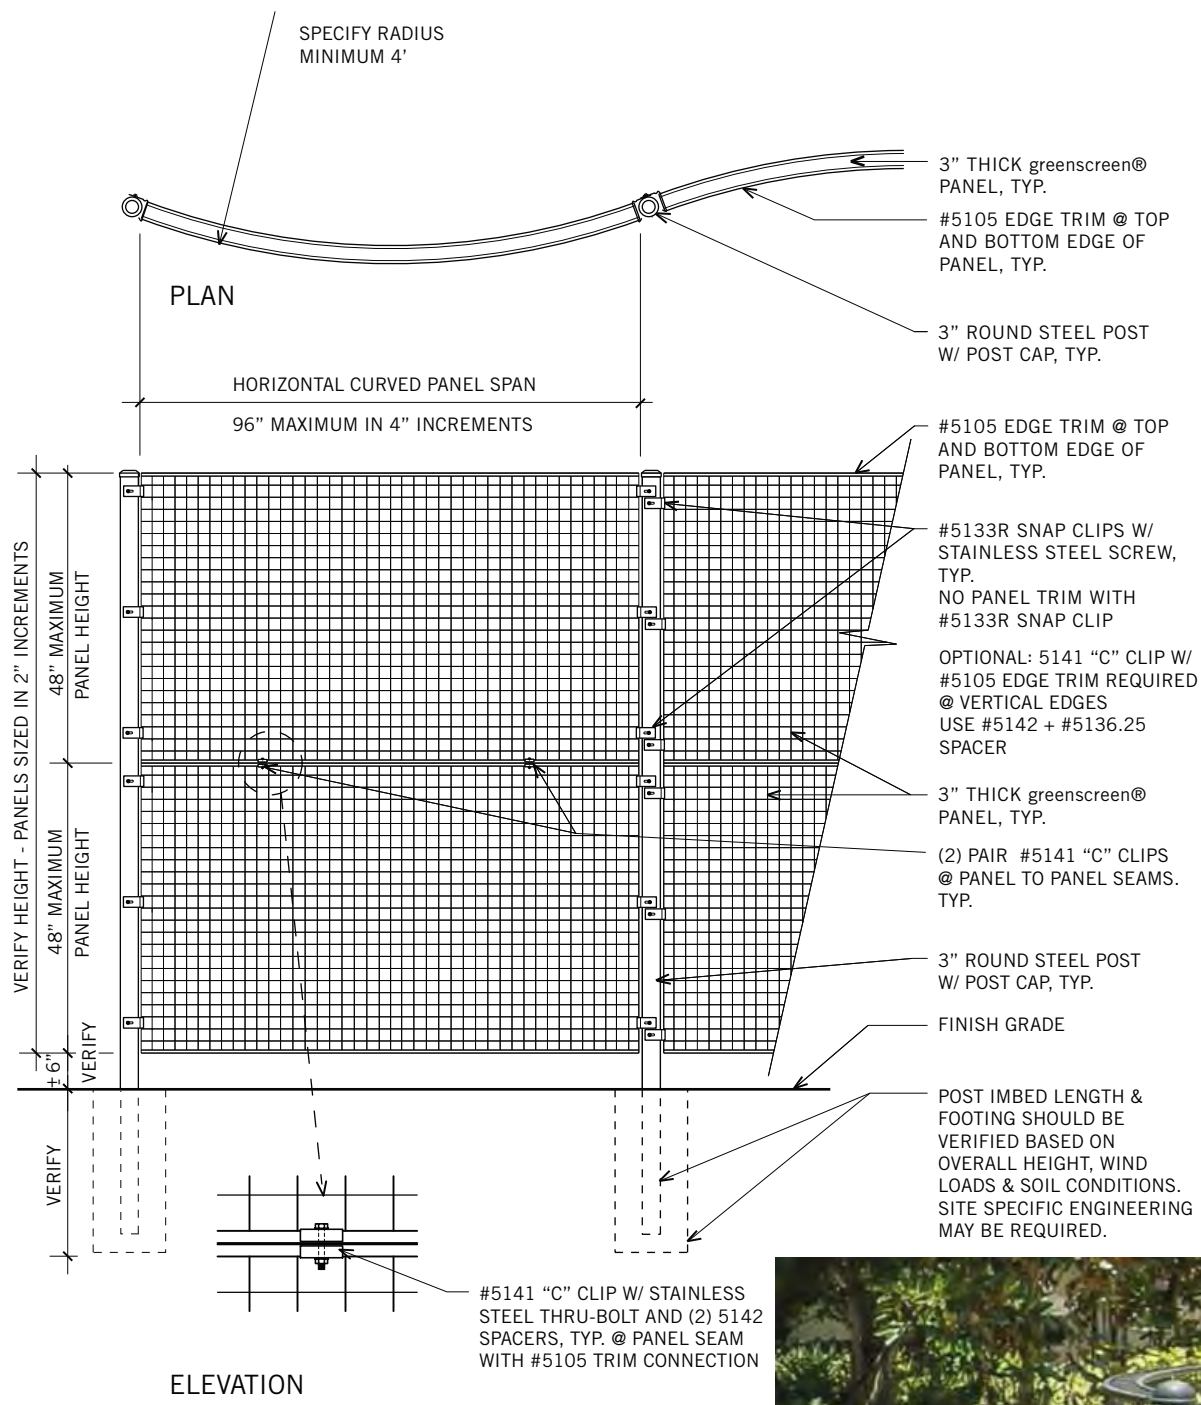 SPECIFY RADIUS
MINIMUM 4’
3” THICK greenscreen®
PANEL, TYP.
#5105 EDGE TRIM @ TOP
AND BOTTOM EDGE OF
PANEL, TYP.
PLAN
3” ROUND STEEL POST
W/ POST CAP, TYP.
HORIZONTAL CURVED PANEL SPAN
96” MAXIMUM IN 4” INCREMENTS
#5105 EDGE TRIM @ TOP
AND BOTTOM EDGE OF
PANEL, TYP.
VERIFY HEIGHT - PANELS SIZED IN 2” INCREMENTS
48” MAXIMUM
PANEL HEIGHT
48” MAXIMUM
PANEL HEIGHT
± 6”
VERIFY
VERIFY
#5133R SNAP CLIPS W/
STAINLESS STEEL SCREW,
TYP.
NO PANEL TRIM WITH
#5133R SNAP CLIP
OPTIONAL: 5141 “C” CLIP W/
#5105 EDGE TRIM REQUIRED
@ VERTICAL EDGES
USE #5142 + #5136.25
SPACER
3” THICK greenscreen®
PANEL, TYP.
(2) PAIR #5141 “C” CLIPS
@ PANEL TO PANEL SEAMS.
TYP.
3” ROUND STEEL POST
W/ POST CAP, TYP.
FINISH GRADE
POST IMBED LENGTH &
FOOTING SHOULD BE
VERIFIED BASED ON
OVERALL HEIGHT, WIND
LOADS & SOIL CONDITIONS.
SITE SPECIFIC ENGINEERING
MAY BE REQUIRED.
#5141 “C” CLIP W/ STAINLESS
STEEL THRU-BOLT AND (2) 5142
SPACERS, TYP. @ PANEL SEAM
WITH #5105 TRIM CONNECTION
ELEVATION